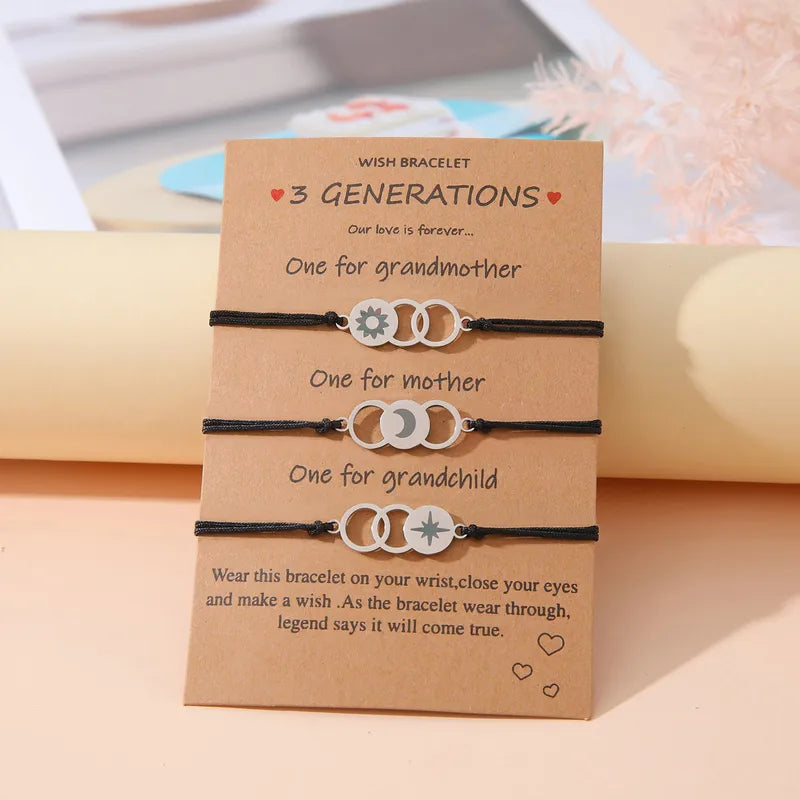 WISH BRACELET
3 GENERATIONS
Our love is forever...
One for grandmother
One for mother
One for grandchild
Wear this bracelet on your wrist,close your eyes
and make a wish .As the bracelet wear through,
legend says it will come true.